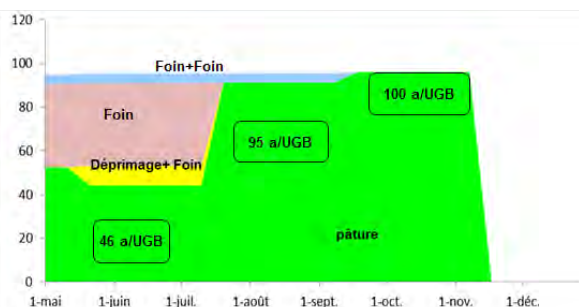 120
100
80
60
40
20
0
Foin+Foin
Foin
Déprimage+ Foin
46 a/UGB
95 a/UGB
100 a/UGB
pâture
1-mai 1-juin 1-juil. 1-août 1-sept. 1-oct. 1-nov. 1-déc.